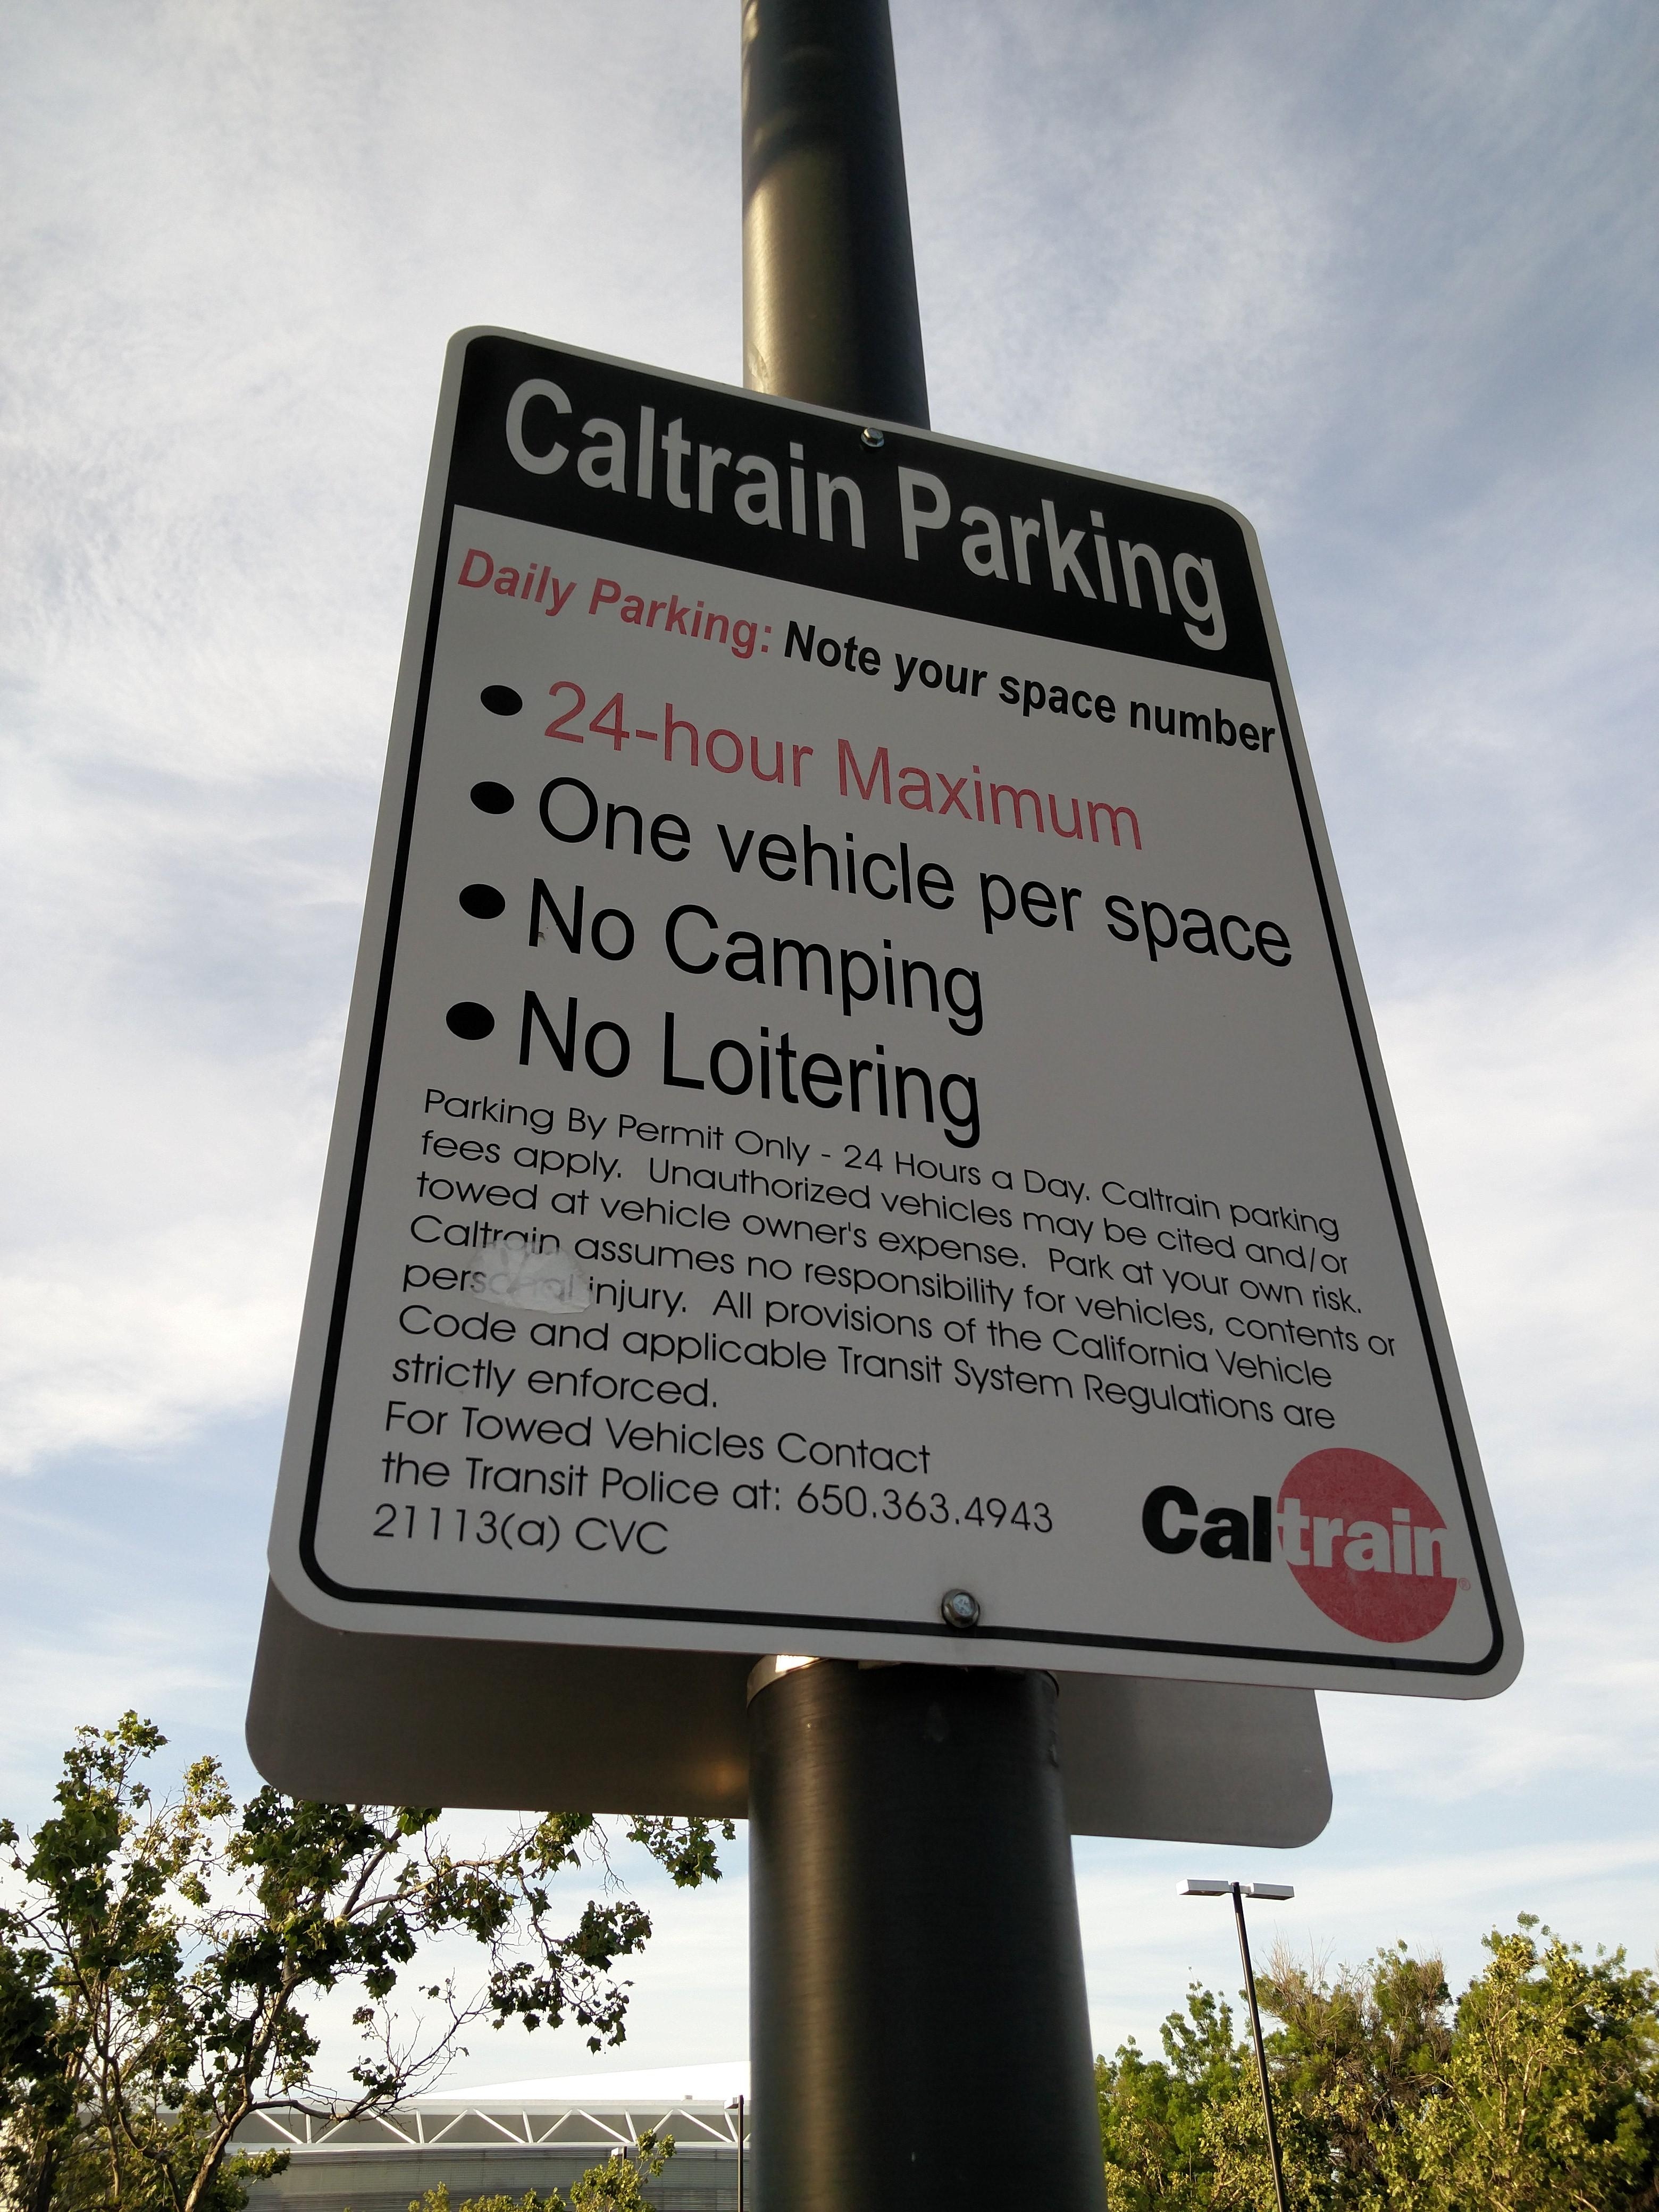 Caltrain Parking
Daily Parking: Note your space number
• 24-hour Maximum
• One vehicle per space
• No Camping
• No Loitering
Parking By Permit Only - 24 Hours a Day. Caltrain parking
fees apply. Unauthorized vehicles may be cited and/or
towed at vehicle owner's expense. Park at your own risk.
Caltrain assumes no responsibility for vehicles, contents or
personal injury. All provisions of the California Vehicle
Code and applicable Transit System Regulations are
strictly enforced.
For Towed Vehicles Contact
the Transit Police at: 650.363.4943
21113(a) CVC
Caltrain®